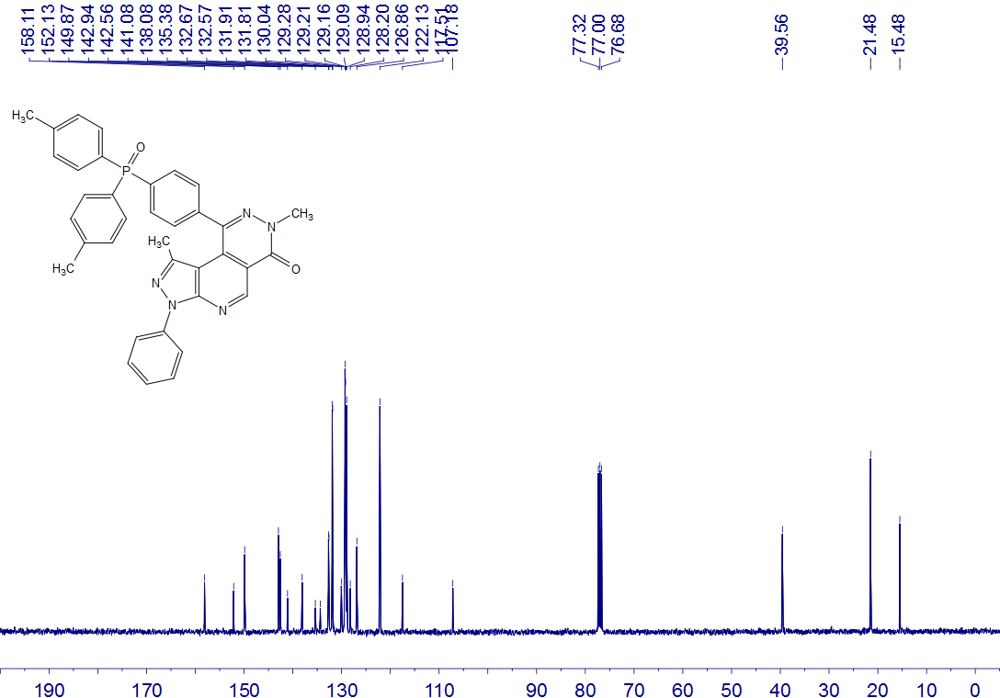 158.11
152.13
149.87
142.94
142.56
141.08
138.08
135.38
132.67
132.57
131.91
131.81
130.04
129.28
129.21
129.16
129.09
128.94
128.20
126.86
122.13
117.51
107.18
77.32
77.00
76.68
39.56
21.48
15.48
H₃C
O
P
N
CH₃
N
H₃C
O
H₃C
N
N
N
190 170 150 130 110 90 80 70 60 50 40 30 20 10 0